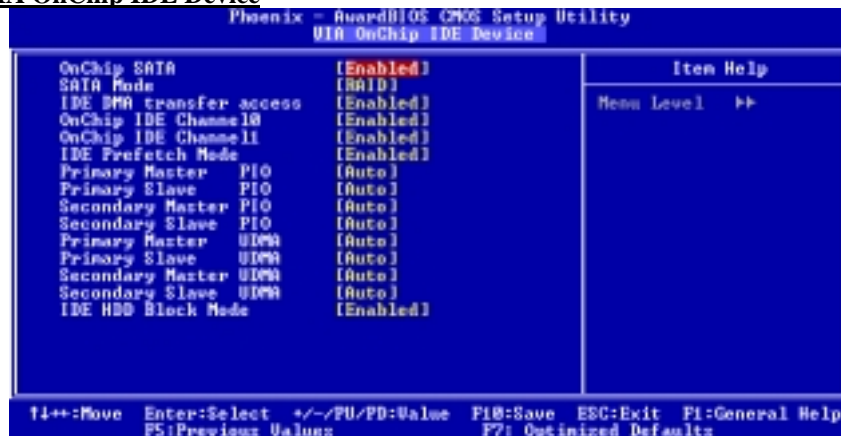 IA OnChip IDE Device
Phoenix - AwardBIOS CMOS Setup Utility
VIA OnChip IDE Device
OnChip SATA [Enabled]
SATA Mode [RAID]
IDE DMA transfer access [Enabled]
OnChip IDE Channel0 [Enabled]
OnChip IDE Channel1 [Enabled]
IDE Prefetch Mode [Enabled]
Primary Master PIO [Auto]
Primary Slave PIO [Auto]
Secondary Master PIO [Auto]
Secondary Slave PIO [Auto]
Primary Master UDMA [Auto]
Primary Slave UDMA [Auto]
Secondary Master UDMA [Auto]
Secondary Slave UDMA [Auto]
IDE HDD Block Mode [Enabled]
Item Help
Menu Level ▶▶
↑↓→←:Move Enter:Select +/-/PU/PD:Value F10:Save ESC:Exit F1:General Help
F5:Previous Values F7: Optimized Defaults